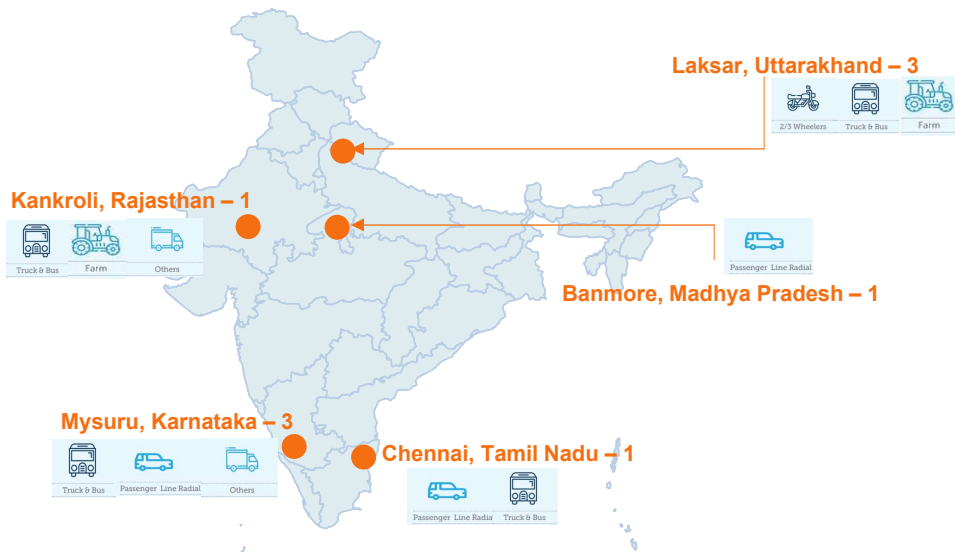 Laksar, Uttarakhand – 3
2/3 Wheelers Truck & Bus Farm
Kankroli, Rajasthan – 1
Truck & Bus Farm Others
Passenger Line Radial
Banmore, Madhya Pradesh – 1
Mysuru, Karnataka – 3
Truck & Bus Passenger Line Radial Others
Chennai, Tamil Nadu – 1
Passenger Line Radia Truck & Bus